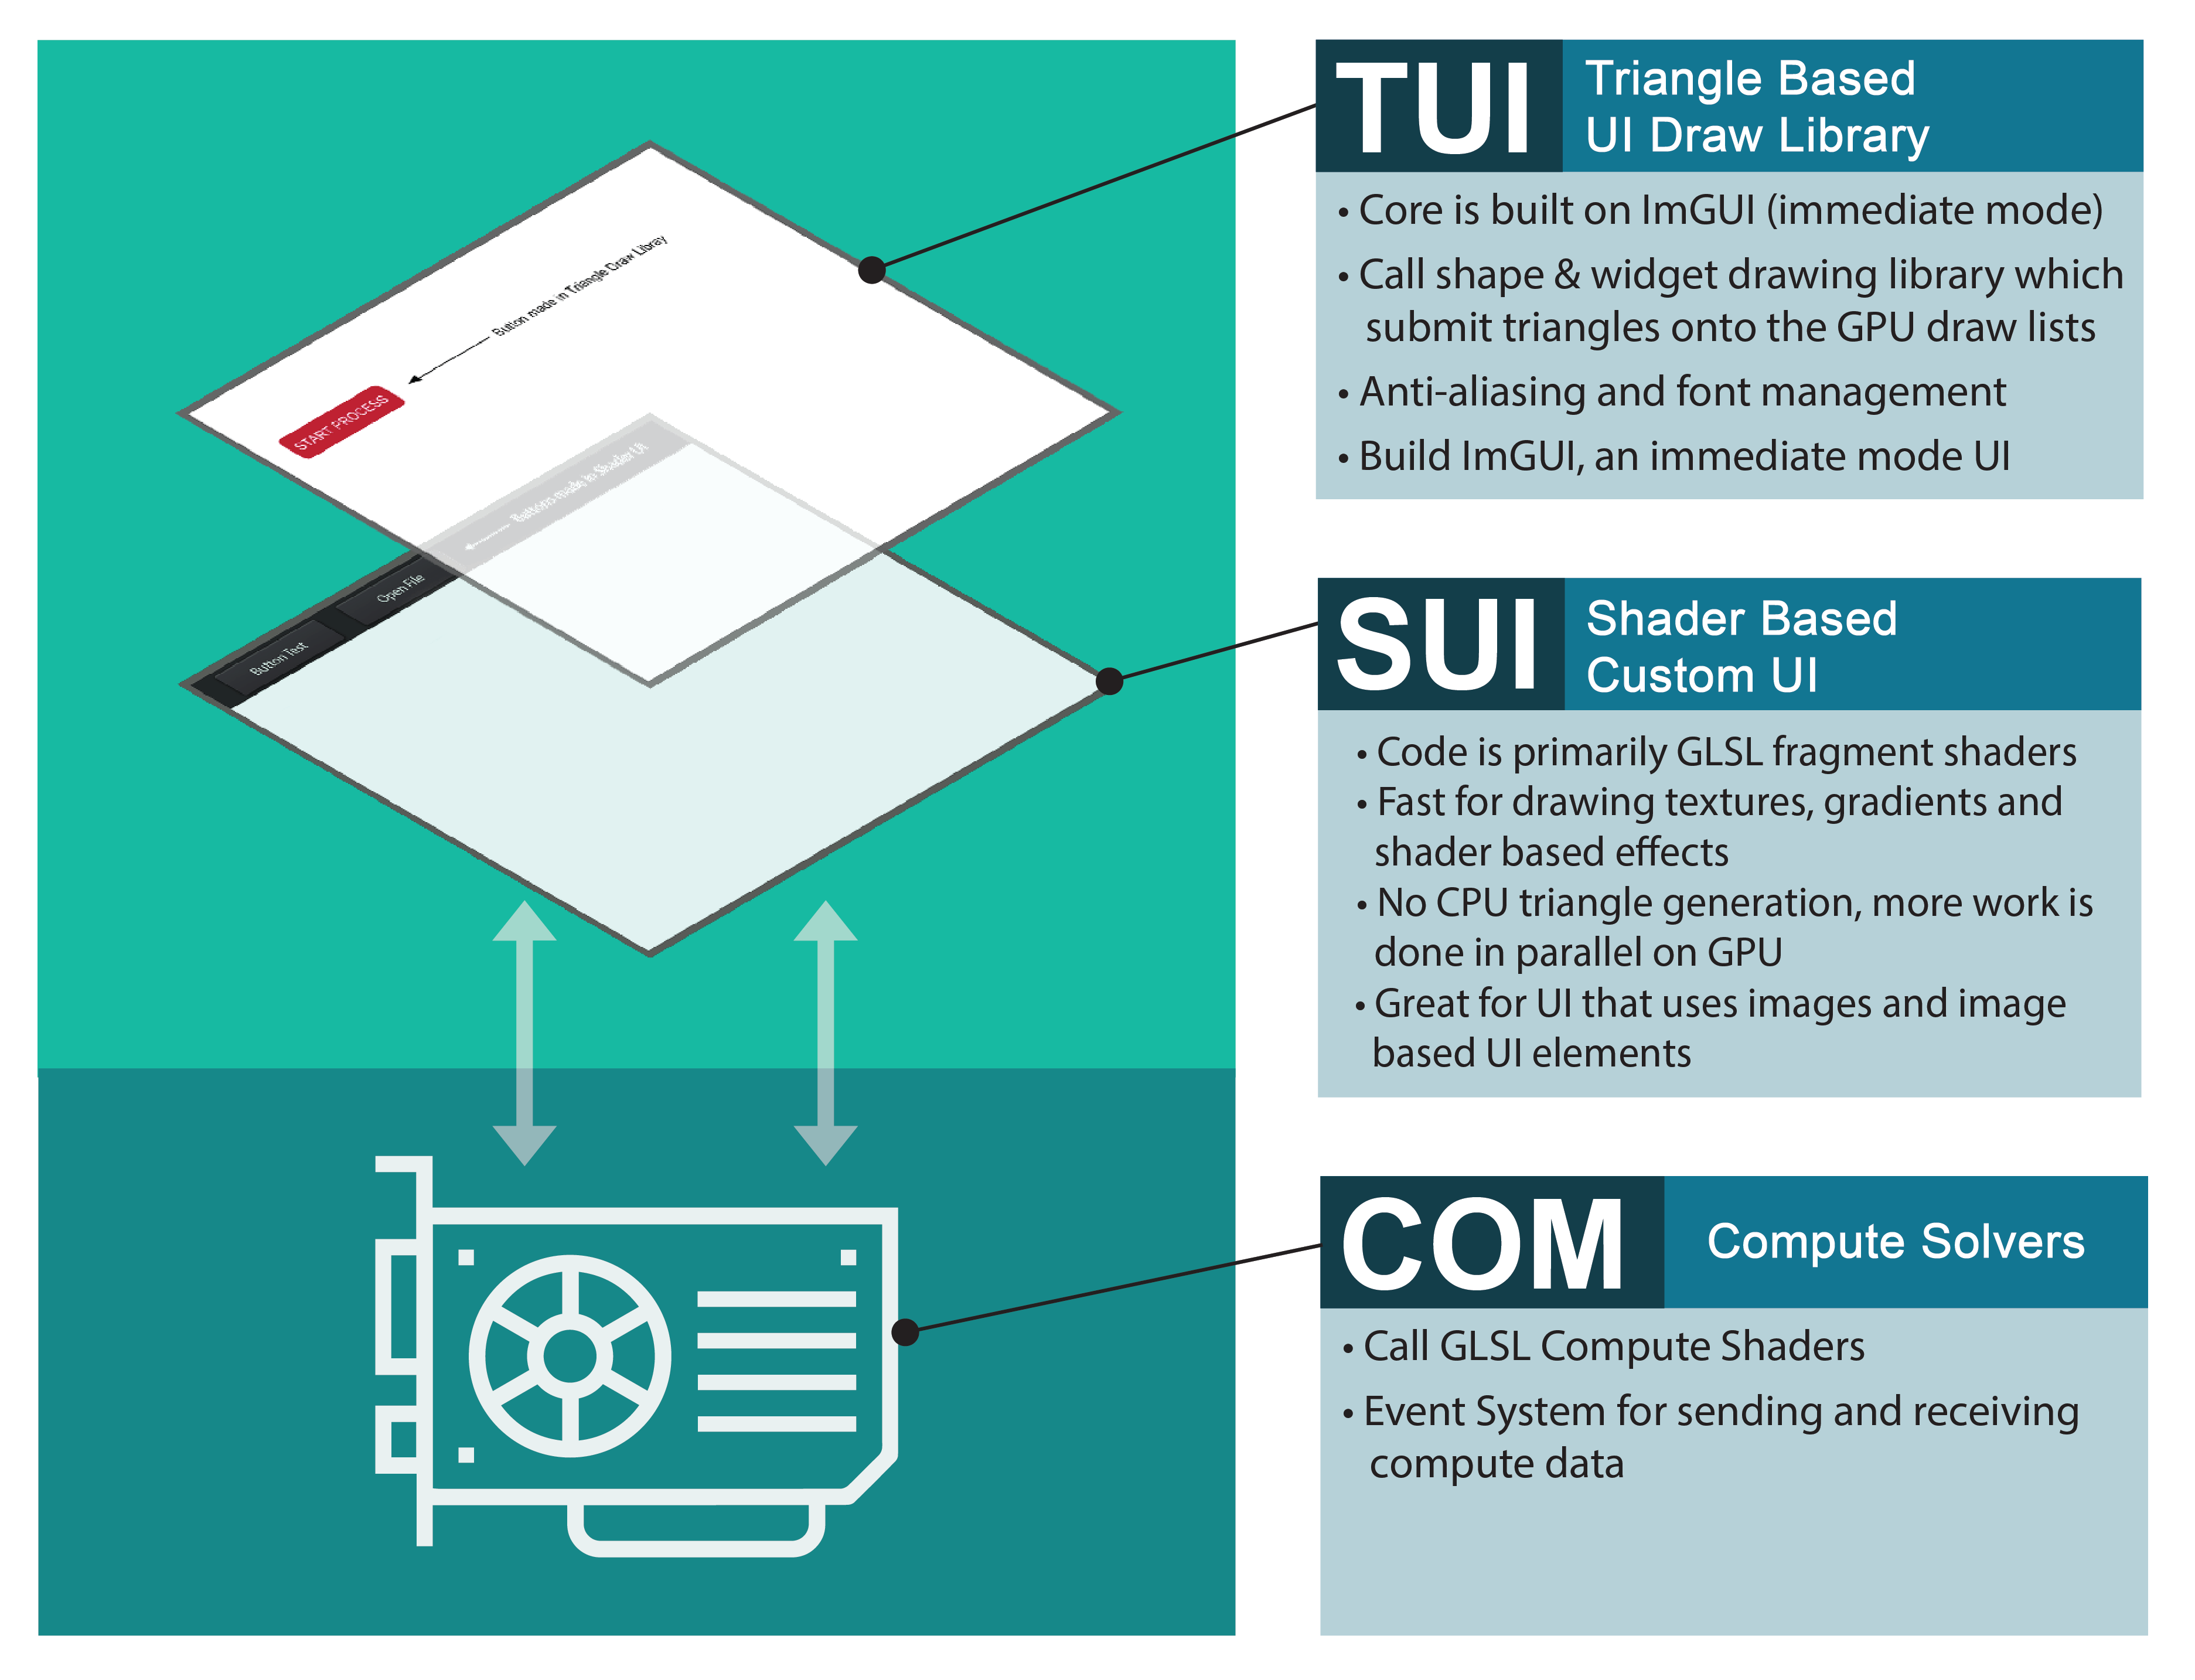 Button made in Triangle Draw Libray
START PROCESS
Buttons made in Shader UI
Open File
Button Test
TUI
Triangle Based
UI Draw Library
• Core is built on ImGUI (immediate mode)
• Call shape & widget drawing library which
submit triangles onto the GPU draw lists
• Anti-aliasing and font management
• Build ImGUI, an immediate mode UI
SUI
Shader Based
Custom UI
• Code is primarily GLSL fragment shaders
• Fast for drawing textures, gradients and
shader based effects
• No CPU triangle generation, more work is
done in parallel on GPU
• Great for UI that uses images and image
based UI elements
COM
Compute Solvers
• Call GLSL Compute Shaders
• Event System for sending and receiving
compute data